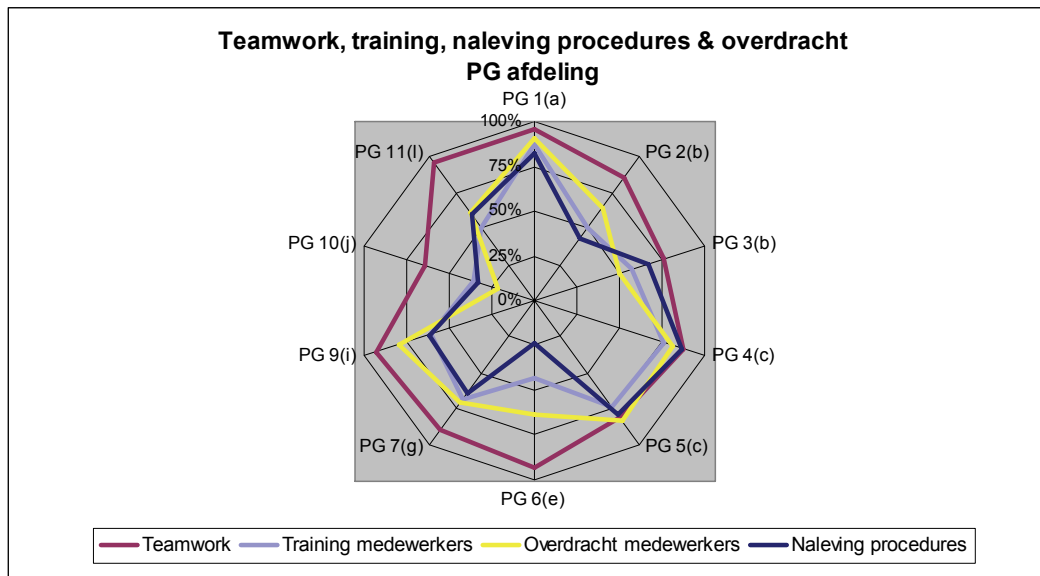 Teamwork, training, naleving procedures & overdracht
PG afdeling
PG 1(a)
100%
PG 11(l)
PG 2(b)
75%
50%
PG 10(j)
PG 3(b)
25%
0%
PG 9(i)
PG 4(c)
PG 7(g)
PG 5(c)
PG 6(e)
Teamwork Training medewerkers Overdracht medewerkers Naleving procedures